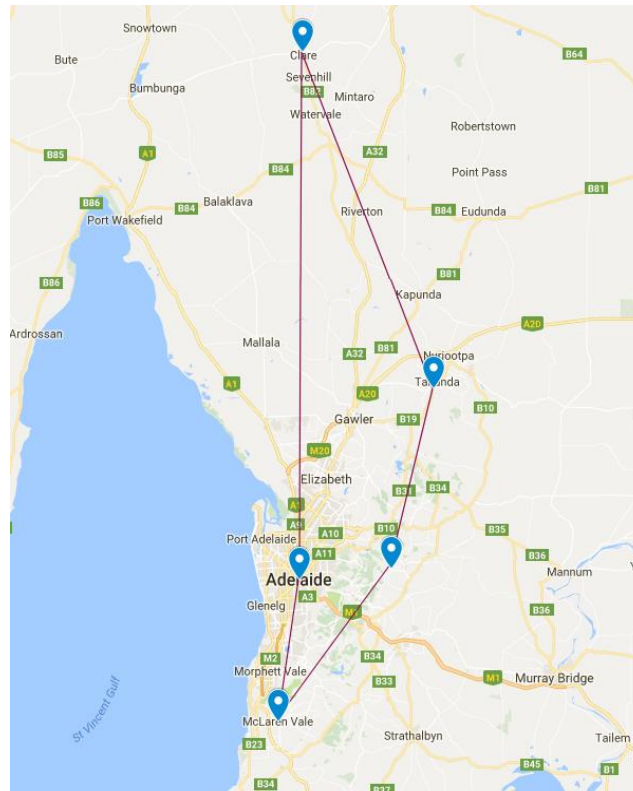 Snowtown
Bute
Clare
B64
Bumbunga
Sevenhill
B82
Mintaro
Watervale
Robertstown
A1
A32
B85
B84
Point Pass
B86
Balaklava
B81
Port Wakefield
B84
Riverton
B84
Eudunda
B86
B81
Kapunda
Ardrossan
Mallala
A32
B81
A20
Nuriootpa
A1
Tanunda
A20
B10
Gawler
B19
M20
Elizabeth
B31
B34
A9
Port Adelaide
A10
B10
B35
A11
B36
Adelaide
Mannum
Glenelg
A3
B36
M2
B34
Morphett Vale
B33
M1
Murray Bridge
St Vincent Gulf
McLaren Vale
B23
Strathalbyn
Tailem
B45
B1
B34
B37